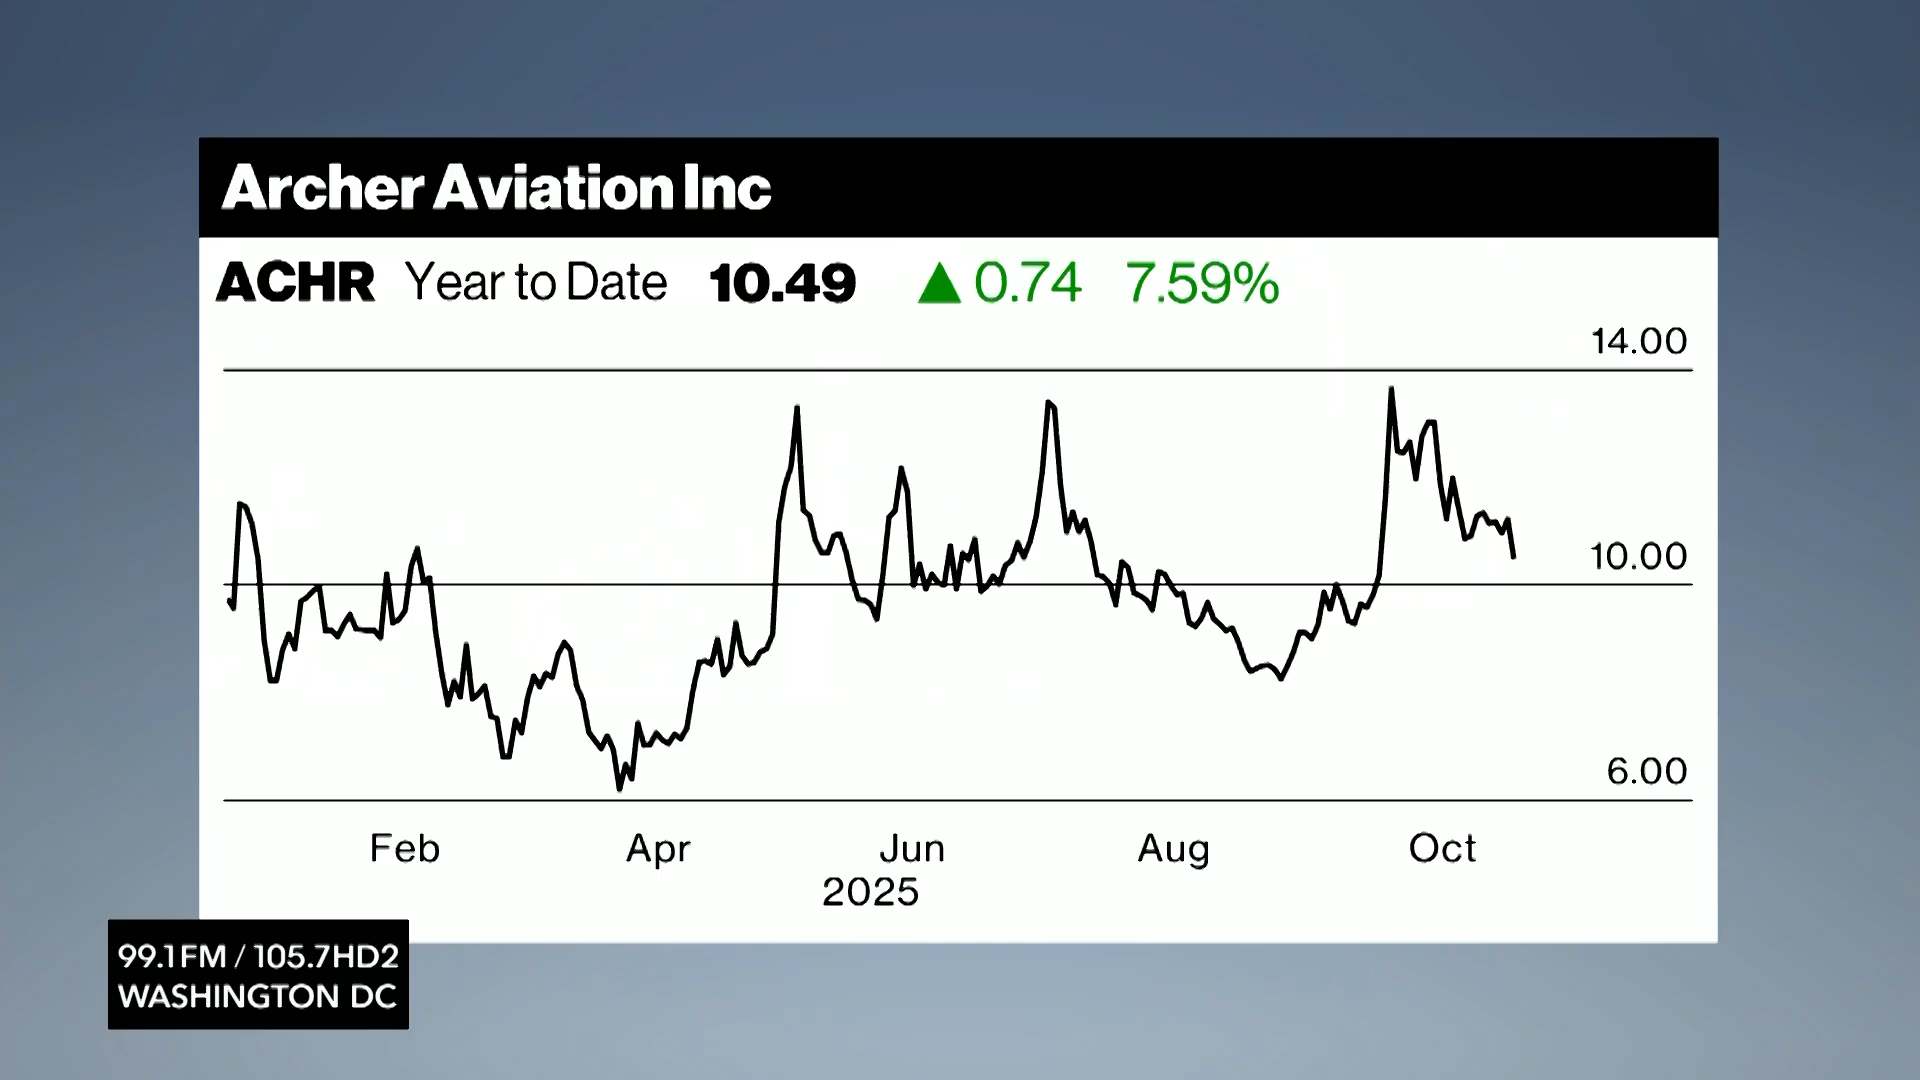 Archer Aviation Inc
ACHR Year to Date 10.49 ▲ 0.74 7.59%
14.00
10.00
6.00
Feb Apr Jun Aug Oct
2025
99.1FM / 105.7HD2
WASHINGTON DC